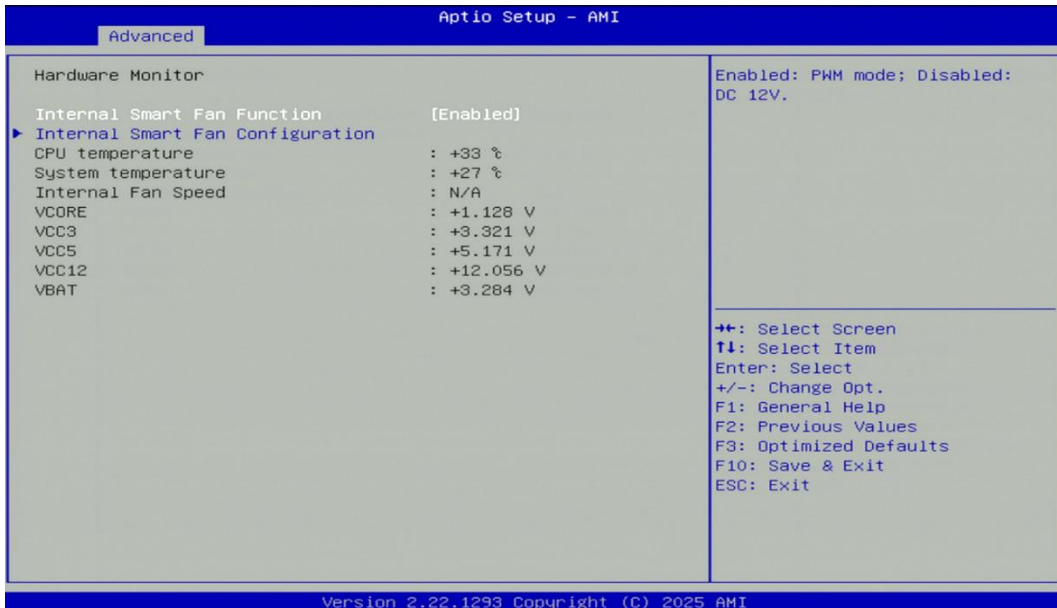 Aptio Setup - AMI
Advanced
Hardware Monitor
Internal Smart Fan Function [Enabled]
Internal Smart Fan Configuration
CPU temperature : +33 ℃
System temperature : +27 ℃
Internal Fan Speed : N/A
VCORE : +1.128 V
VCC3 : +3.321 V
VCC5 : +5.171 V
VCC12 : +12.056 V
VBAT : +3.284 V
Enabled: PWM mode; Disabled:
DC 12V.
→←: Select Screen
↑↓: Select Item
Enter: Select
+/-: Change Opt.
F1: General Help
F2: Previous Values
F3: Optimized Defaults
F10: Save & Exit
ESC: Exit
Version 2.22.1293 Copyright (C) 2025 AMI